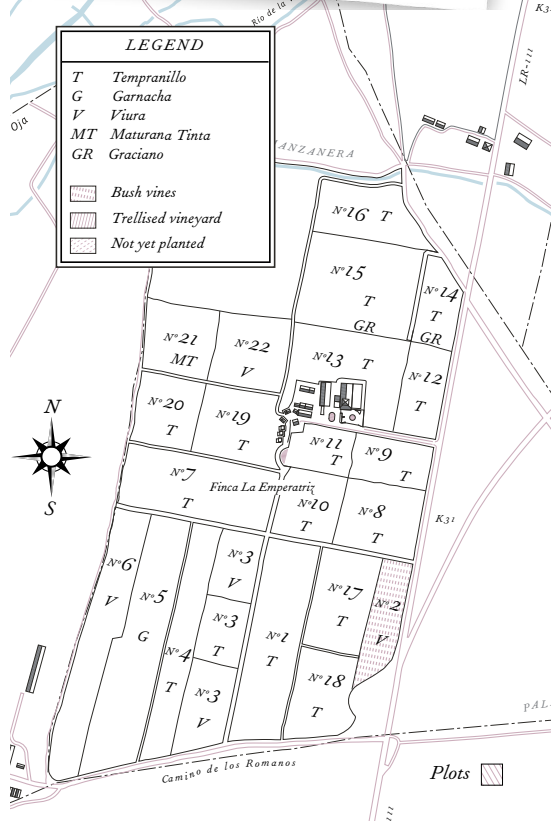 LEGEND
T Tempranillo
G Garnacha
V Viura
MT Maturana Tinta
GR Graciano
Bush vines
Trellised vineyard
Not yet planted
Río de la
Oja
LR-111
Nº16 T
Nº15
T
GR
Nº14
T
GR
Nº13 T
Nº12
T
Nº21
MT
Nº22
V
Nº20
T
Nº19
T
Nº11
T
Nº9
T
Nº7
T
Finca La Emperatriz
Nº10
T
Nº8
T
K31
N
S
Nº6
V
Nº5
G
Nº4
T
Nº3
V
Nº3
T
Nº3
V
Nº1
T
Nº17
T
Nº2
V
Nº18
T
Camino de los Romanos
Plots